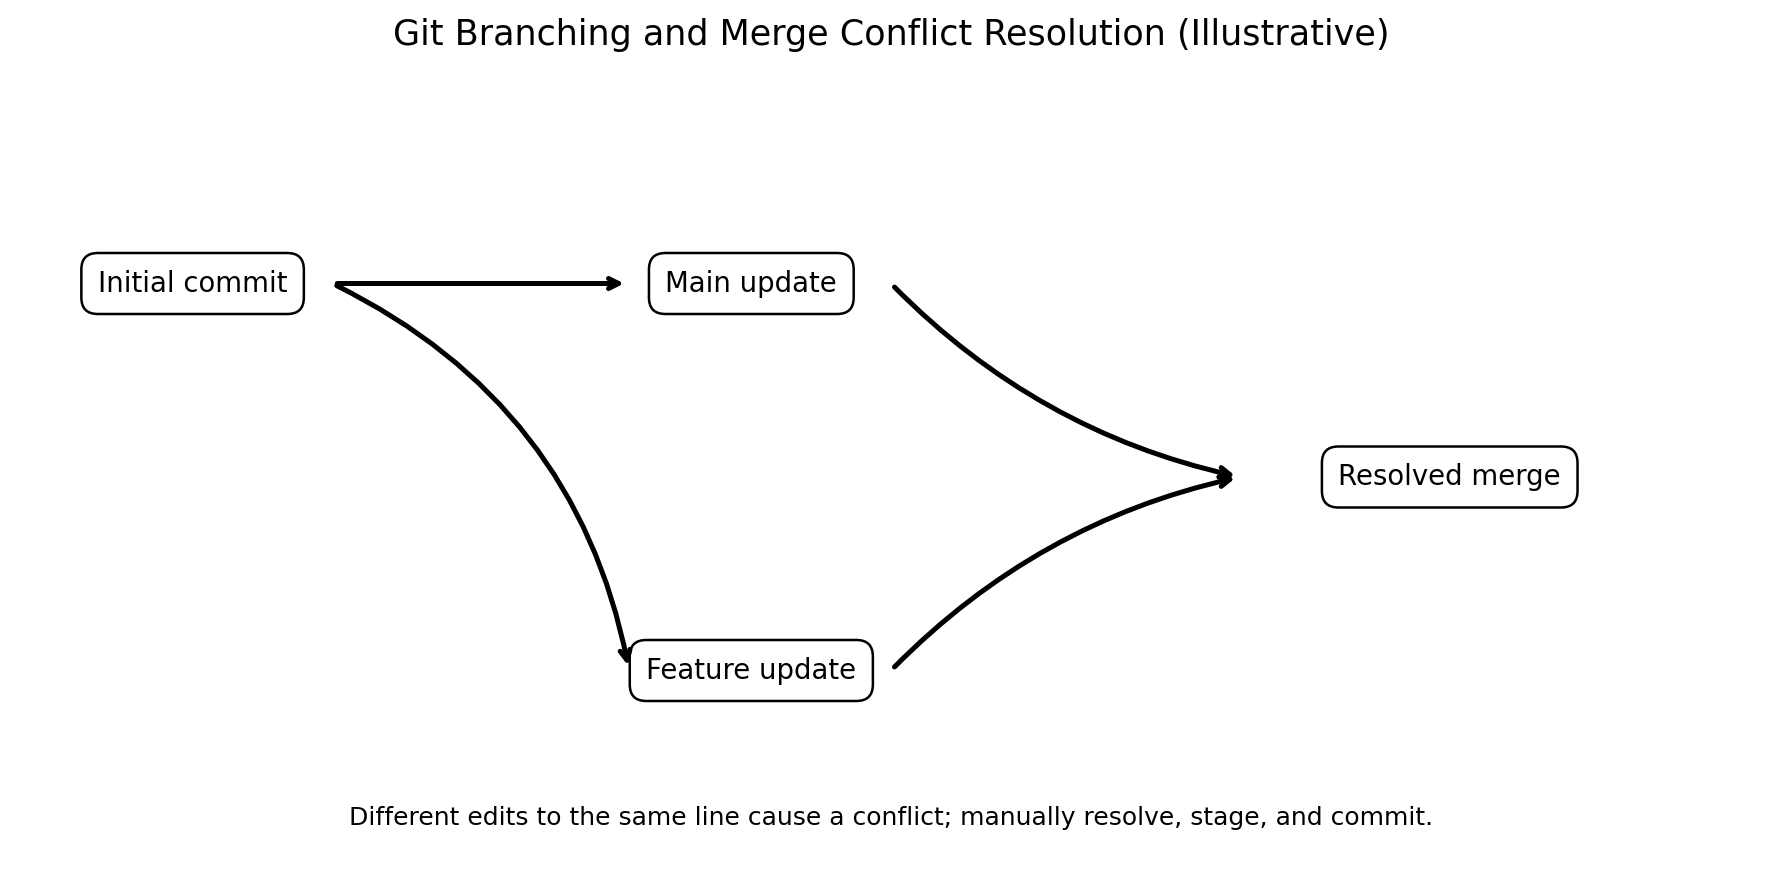 Git Branching and Merge Conflict Resolution (Illustrative)
Initial commit
Main update
Resolved merge
Feature update
Different edits to the same line cause a conflict; manually resolve, stage, and commit.